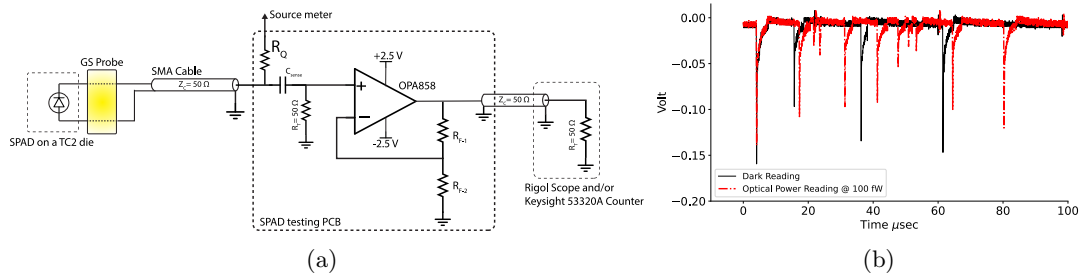 Source meter
GS Probe
SMA Cable
Z_C = 50 Ω
SPAD on a TC2 die
R_Q
C_sense
R_T = 50 Ω
+2.5 V
OPA858
-2.5 V
R_F-1
R_F-2
SPAD testing PCB
Z_C = 50 Ω
R_T = 50 Ω
Rigol Scope and/or
Keysight 53320A Counter
(a)
0.00
−0.05
−0.10
−0.15
−0.20
Volt
Dark Reading
Optical Power Reading @ 100 fW
0 20 40 60 80 100
Time μsec
(b)